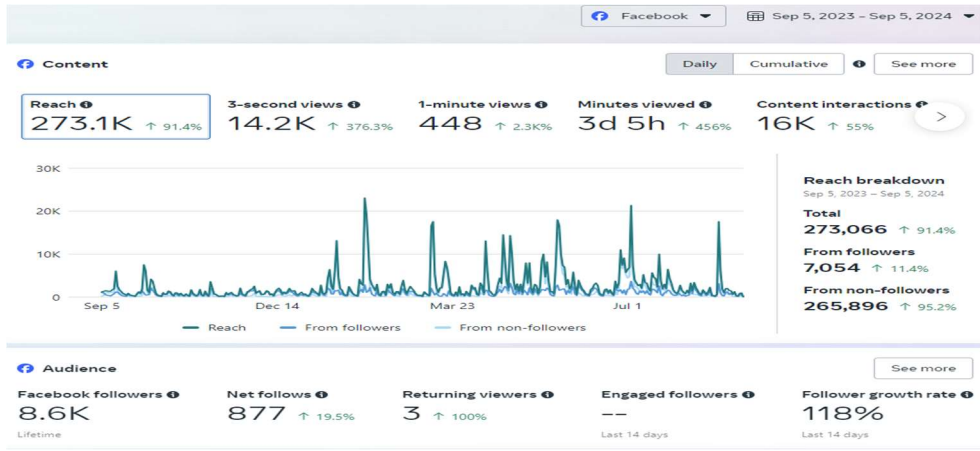 Facebook Sep 5, 2023 – Sep 5, 2024
Content Daily Cumulative See more
Reach 3-second views 1-minute views Minutes viewed Content interactions
273.1K ↑ 91.4% 14.2K ↑ 376.3% 448 ↑ 2.3K% 3d 5h ↑ 456% 16K ↑ 55%
30K
20K
10K
0
Sep 5 Dec 14 Mar 23 Jul 1
Reach From followers From non-followers
Reach breakdown
Sep 5, 2023 – Sep 5, 2024
Total
273,066 ↑ 91.4%
From followers
7,054 ↑ 11.4%
From non-followers
265,896 ↑ 95.2%
Audience See more
Facebook followers Net follows Returning viewers Engaged followers Follower growth rate
8.6K 877 ↑ 19.5% 3 ↑ 100% -- 118%
Lifetime Last 14 days Last 14 days